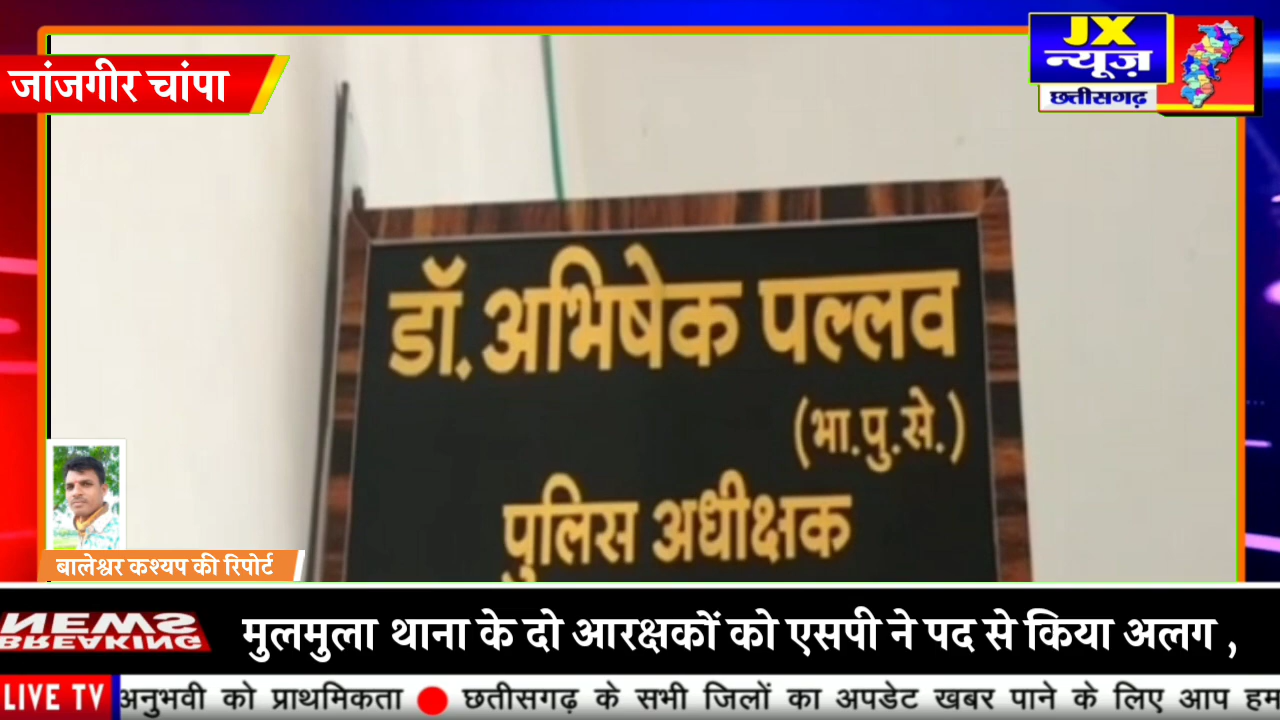 जांजगीर चांपा
JX
न्यूज़
छत्तीसगढ़
डॉ. अभिषेक पल्लव
(भा.पु.से.)
पुलिस अधीक्षक
बालेश्वर कश्यप की रिपोर्ट
NEWS
BREAKING
मुलमुला थाना के दो आरक्षकों को एसपी ने पद से किया अलग ,
LIVE TV
अनुभवी को प्राथमिकता 🔴 छतीसगढ़ के सभी जिलों का अपडेट खबर पाने के लिए आप हम